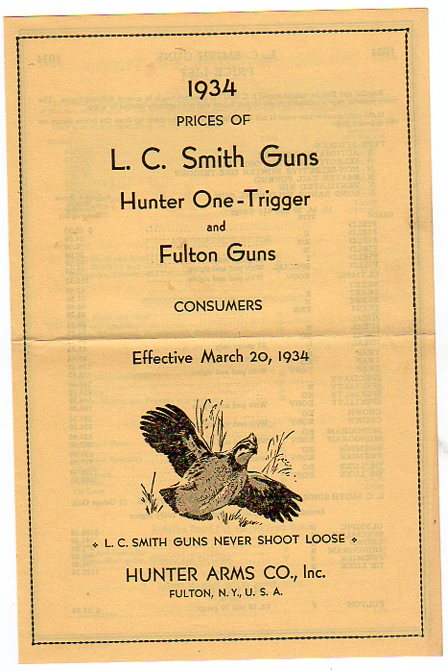 1934
PRICES OF
L. C. Smith Guns
Hunter One-Trigger
and
Fulton Guns
CONSUMERS
Effective March 20, 1934
L. C. SMITH GUNS NEVER SHOOT LOOSE
HUNTER ARMS CO., Inc.
FULTON, N. Y., U. S. A.